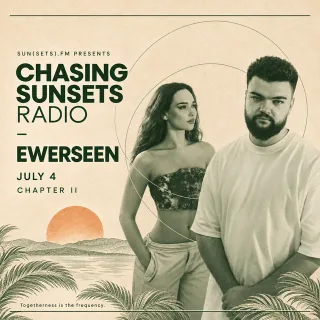 SUN(SETS).FM PRESENTS
CHASING
SUNSETS
RADIO
–
EWERSEEN
JULY 4
CHAPTER II
Togetherness is the frequency.